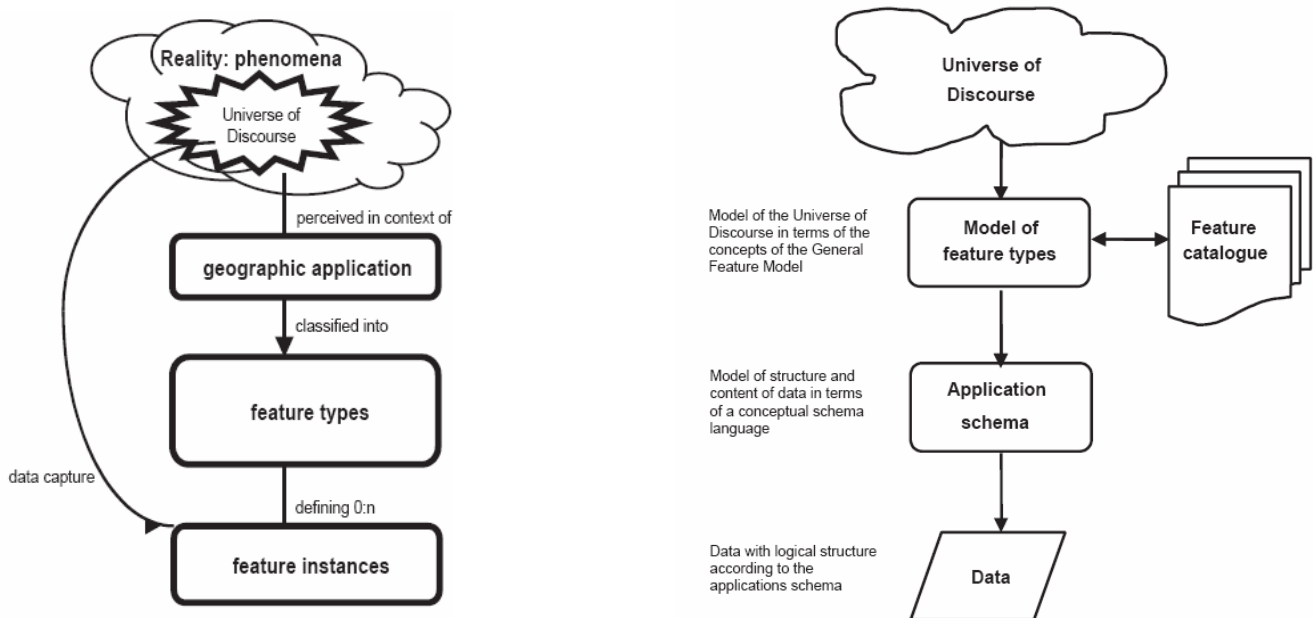 Reality: phenomena
Universe of
Discourse
perceived in context of
geographic application
classified into
feature types
data capture
defining 0:n
feature instances
Universe of
Discourse
Model of the Universe of
Discourse in terms of the
concepts of the General
Feature Model
Model of
feature types
Feature
catalogue
Model of structure and
content of data in terms
of a conceptual schema
language
Application
schema
Data with logical structure
according to the
applications schema
Data